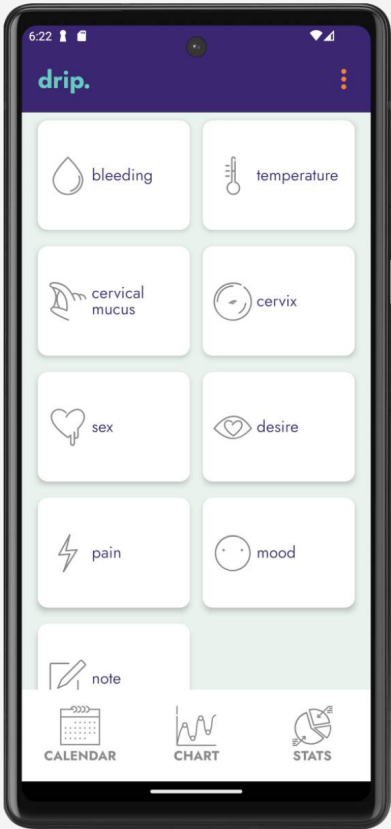 6:22
drip.
bleeding
temperature
cervical
mucus
cervix
sex
desire
pain
mood
note
CALENDAR
CHART
STATS